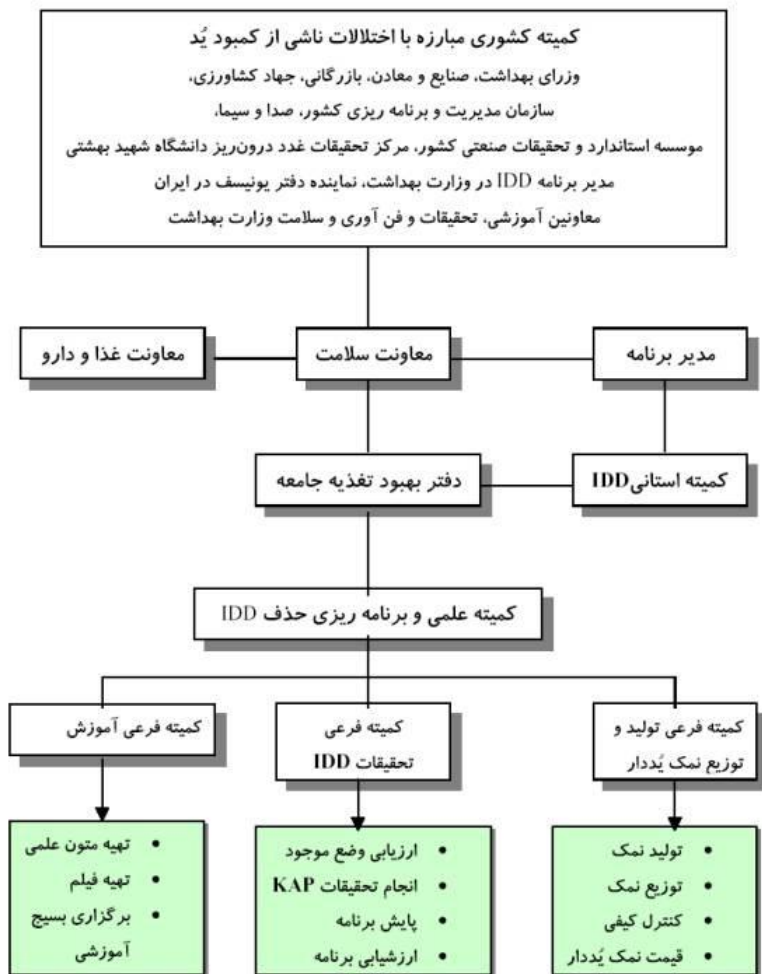 کمیته کشوری مبارزه با اختلالات ناشی از کمبود یُد
وزرای بهداشت، صنایع و معادن، بازرگانی، جهاد کشاورزی،
سازمان مدیریت و برنامه ریزی کشور، صدا و سیما،
موسسه استاندارد و تحقیقات صنعتی کشور، مرکز تحقیقات غدد درون‌ریز دانشگاه شهید بهشتی
مدیر برنامه IDD در وزارت بهداشت، نماینده دفتر یونیسف در ایران
معاونین آموزشی، تحقیقات و فن آوری و سلامت وزارت بهداشت
مدیر برنامه
معاونت سلامت
معاونت غذا و دارو
کمیته استانیIDD
دفتر بهبود تغذیه جامعه
کمیته علمی و برنامه ریزی حذف IDD
کمیته فرعی تولید و
توزیع نمک یُددار
کمیته فرعی
تحقیقات IDD
کمیته فرعی آموزش
• تولید نمک
• توزیع نمک
• کنترل کیفی
• قیمت نمک یُددار
• ارزیابی وضع موجود
• انجام تحقیقات KAP
• پایش برنامه
• ارزشیابی برنامه
• تهیه متون علمی
• تهیه فیلم
• برگزاری بسیج
آموزشی